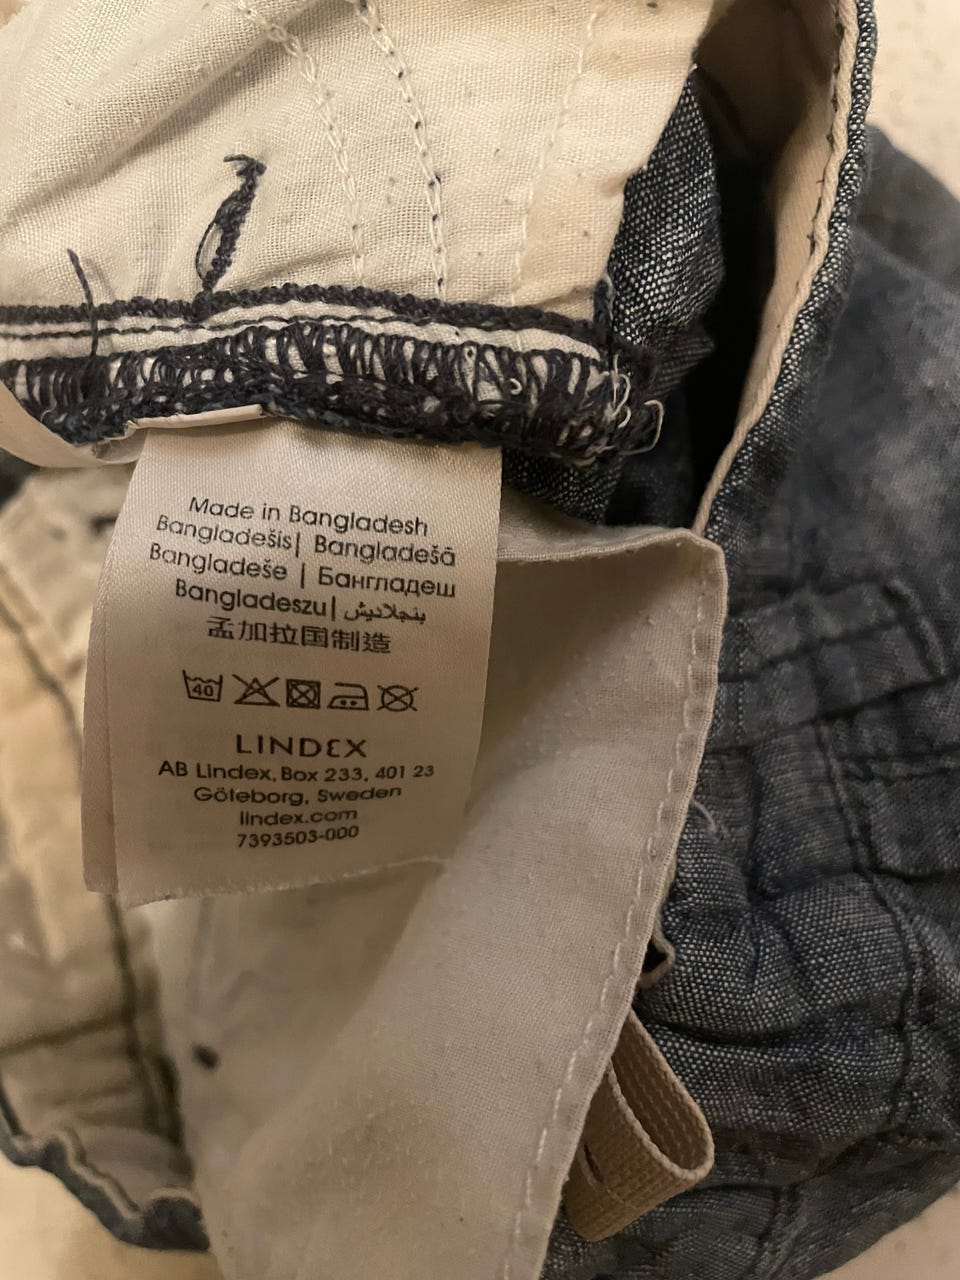 Made in Bangladesh
Bangladešis| Bangladešā
Bangladeše | Бангладеш
Bangladeszu| بنجلاديش
孟加拉国制造
40
LINDEX
AB Lindex, Box 233, 401 23
Göteborg, Sweden
lindex.com
7393503-000